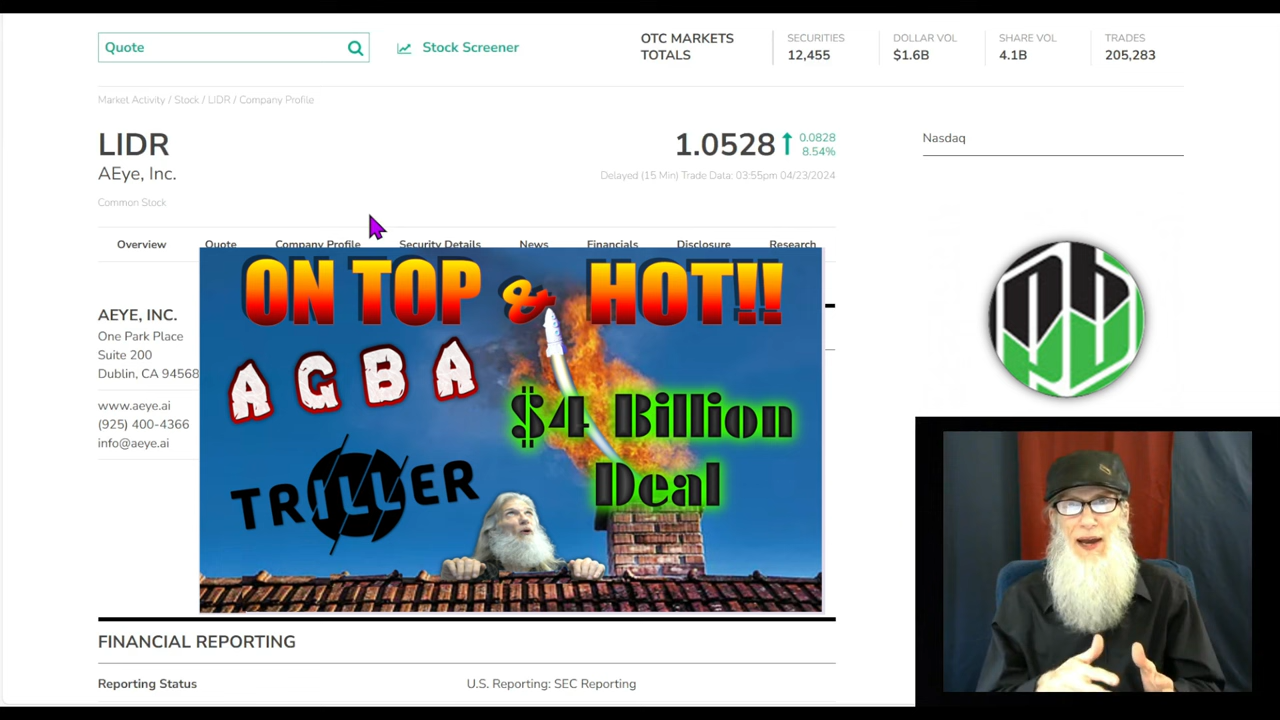 Quote
Stock Screener
OTC MARKETS
TOTALS
SECURITIES
12,455
DOLLAR VOL
$1.6B
SHARE VOL
4.1B
TRADES
205,283
Market Activity / Stock / LIDR / Company Profile
LIDR
AEye, Inc.
Common Stock
1.0528
0.0828
8.54%
Delayed (15 Min) Trade Data: 03:55pm 04/23/2024
Nasdaq
Overview
Quote
Company Profile
Security Details
News
Financials
Disclosure
Research
AEYE, INC.
One Park Place
Suite 200
Dublin, CA 94568
www.aeye.ai
(925) 400-4366
info@aeye.ai
ON TOP & HOT!!
AGBA
$4 Billion
Deal
TRILLER
FINANCIAL REPORTING
Reporting Status
U.S. Reporting: SEC Reporting